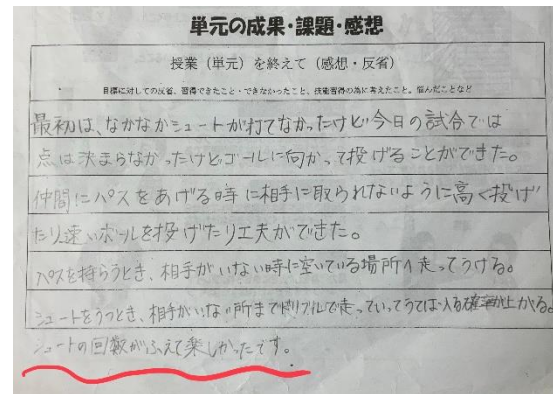 単元の成果・課題・感想
授業（単元）を終えて（感想・反省）
目標に対しての反省、習得できたこと・できなかったこと、技能習得の為に考えたこと。悩んだことなど
最初は、なかなかシュートが打てなかったけど今日の試合では
点は決まらなかったけどゴールに向かって投げることができた。
仲間にパスをあげる時に相手に取られないように高く投げ
たり速いボールを投げたり工夫ができた。
パスを持らうとき、相手がいない時に空いている場所へ走ってうける。
シュートをうつとき、相手がいない所までドリブルで走っていってうてば入る確率が上がる。
シュートの回数がふえて楽しかったです。